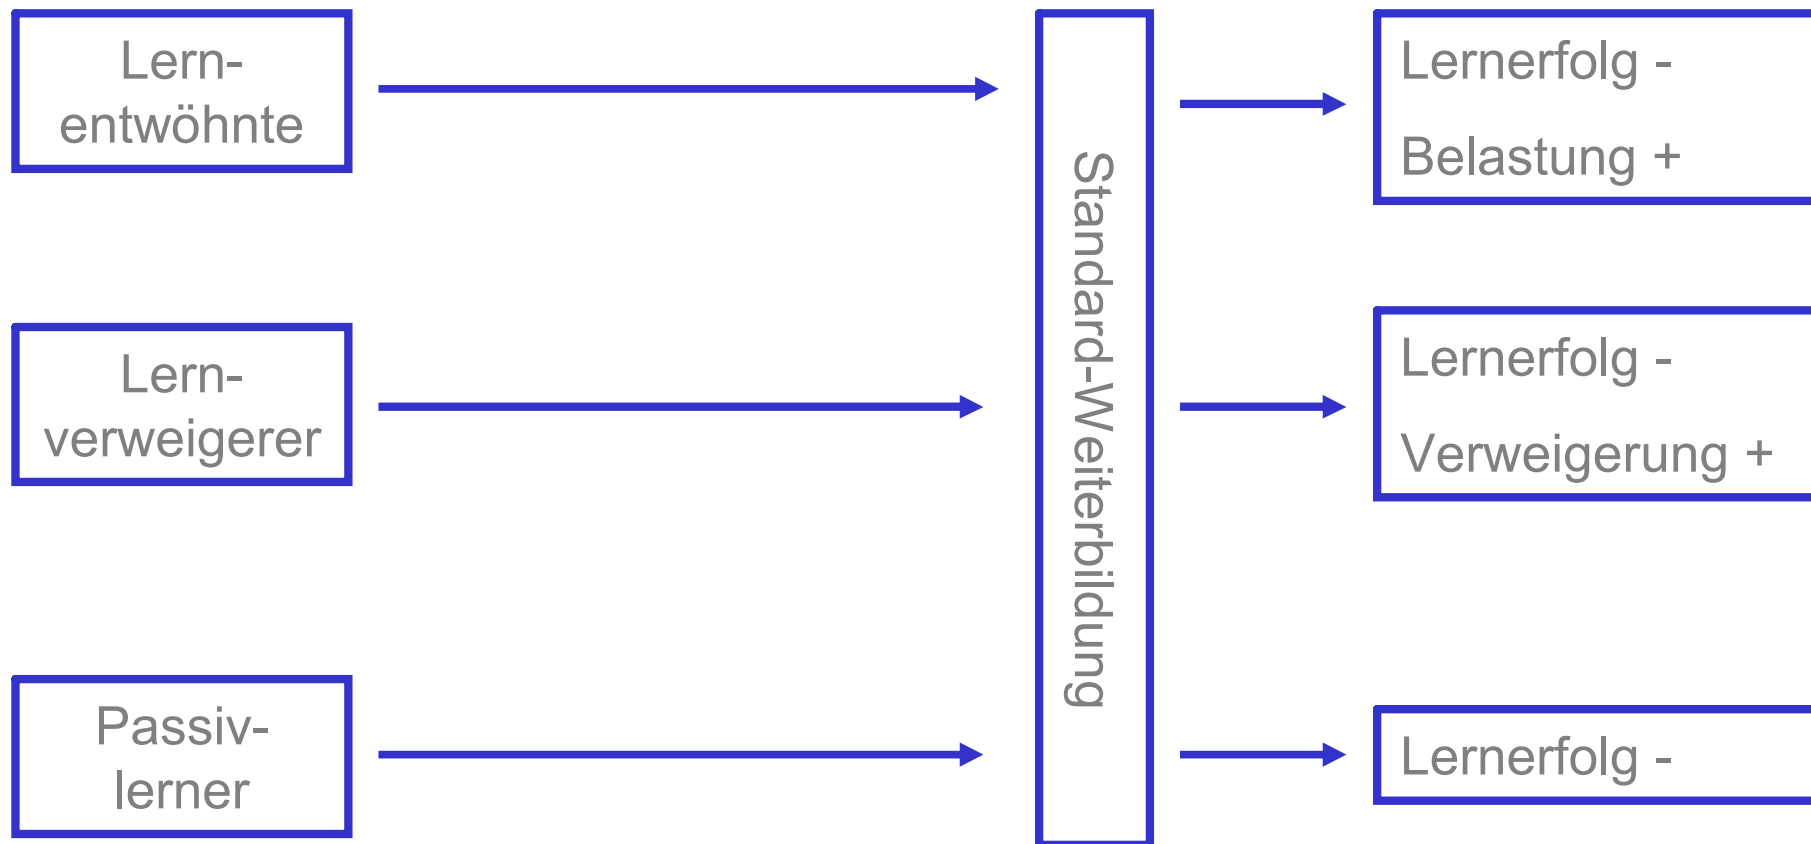 Lern-
entwöhnte
Lern-
verweigerer
Passiv-
lerner
Standard-Weiterbildung
Lernerfolg -
Belastung +
Lernerfolg -
Verweigerung +
Lernerfolg -